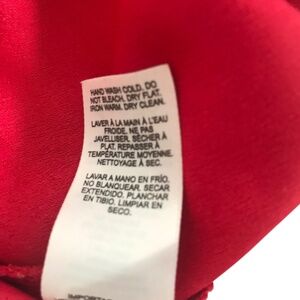 HAND WASH COLD. DO
NOT BLEACH. DRY FLAT.
IRON WARM. DRY CLEAN.
LAVER À LA MAIN À L'EAU
FROIDE. NE PAS
JAVELLISER. SÉCHER À
PLAT. REPASSER À
TEMPÉRATURE MOYENNE.
NETTOYAGE À SEC.
LAVAR A MANO EN FRÍO.
NO BLANQUEAR. SECAR
EXTENDIDO. PLANCHAR
EN TIBIO. LIMPIAR EN
SECO.